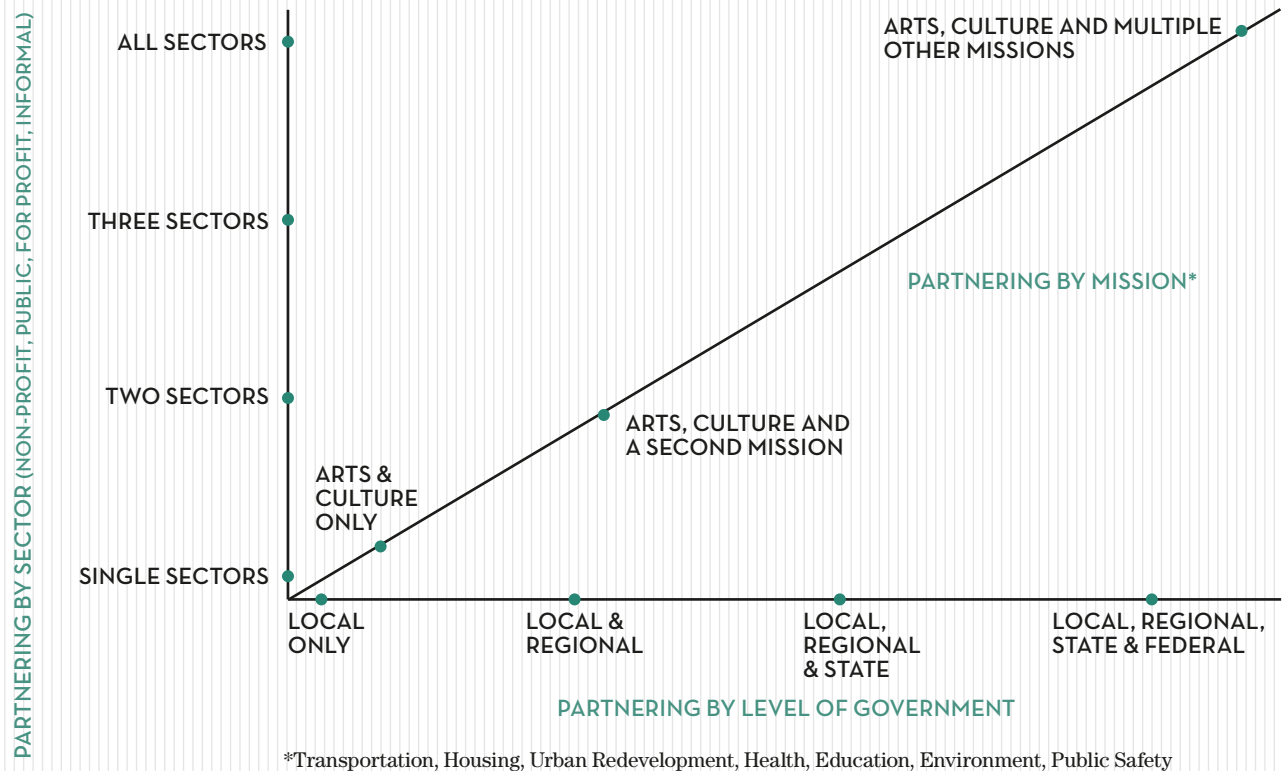 PARTNERING BY SECTOR (NON-PROFIT, PUBLIC, FOR PROFIT, INFORMAL)
ALL SECTORS
THREE SECTORS
TWO SECTORS
SINGLE SECTORS
ARTS, CULTURE AND MULTIPLE
OTHER MISSIONS
PARTNERING BY MISSION*
ARTS, CULTURE AND
A SECOND MISSION
ARTS &
CULTURE
ONLY
LOCAL
ONLY
LOCAL &
REGIONAL
LOCAL,
REGIONAL
& STATE
LOCAL, REGIONAL,
STATE & FEDERAL
PARTNERING BY LEVEL OF GOVERNMENT
*Transportation, Housing, Urban Redevelopment, Health, Education, Environment, Public Safety